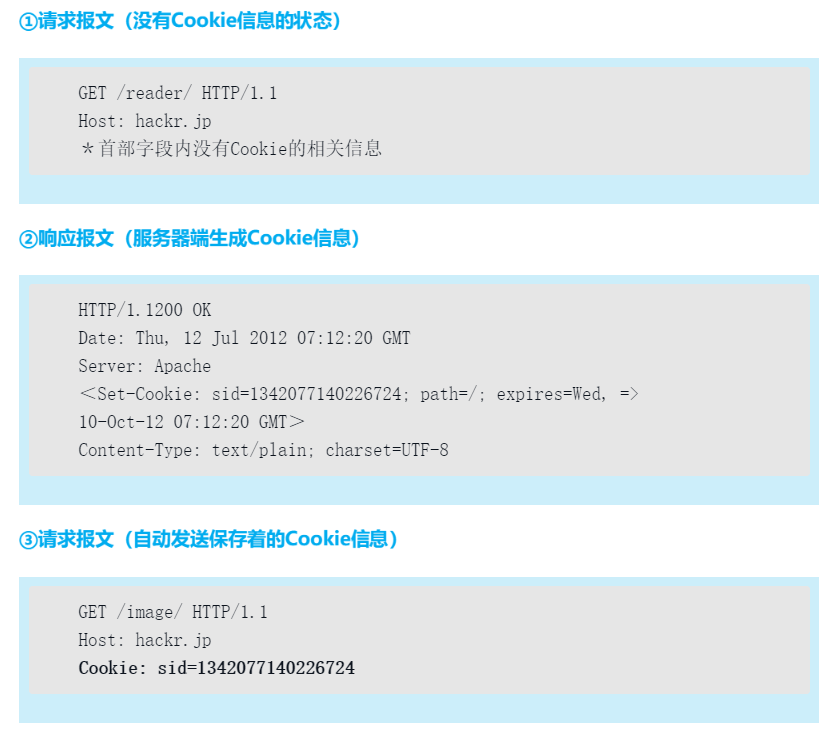 ①请求报文（没有Cookie信息的状态）
GET /reader/ HTTP/1.1
Host: hackr.jp
＊首部字段内没有Cookie的相关信息
②响应报文（服务器端生成Cookie信息）
HTTP/1.1200 OK
Date: Thu, 12 Jul 2012 07:12:20 GMT
Server: Apache
＜Set-Cookie: sid=1342077140226724; path=/; expires=Wed, =>
10-Oct-12 07:12:20 GMT＞
Content-Type: text/plain; charset=UTF-8
③请求报文（自动发送保存着的Cookie信息）
GET /image/ HTTP/1.1
Host: hackr.jp
Cookie: sid=1342077140226724